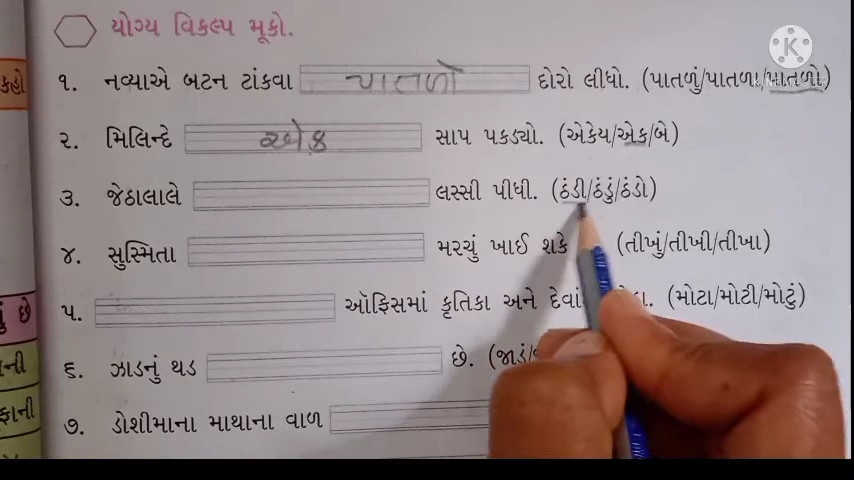 યોગ્ય વિકલ્પ મૂકો.
૧. નવ્યાએ બટન ટાંકવા પાતળો દોરો લીધો. (પાતળું/પાતળા/પાતળો)
૨. મિલિન્દે એક સાપ પકડ્યો. (એકેય/એક/બે)
૩. જેઠાલાલે લસ્સી પીધી. (ઠંડી/ઠંડું/ઠંડો)
૪. સુસ્મિતા મરચું ખાઈ શકે (તીખું/તીખી/તીખા)
૫. ઑફિસમાં કૃતિકા અને (મોટા/મોટી/મોટું)
૬. ઝાડનું થડ છે. (જાડું/
૭. ડોશીમાના માથાના વાળ
કહો
છે
ની
ફાની
K